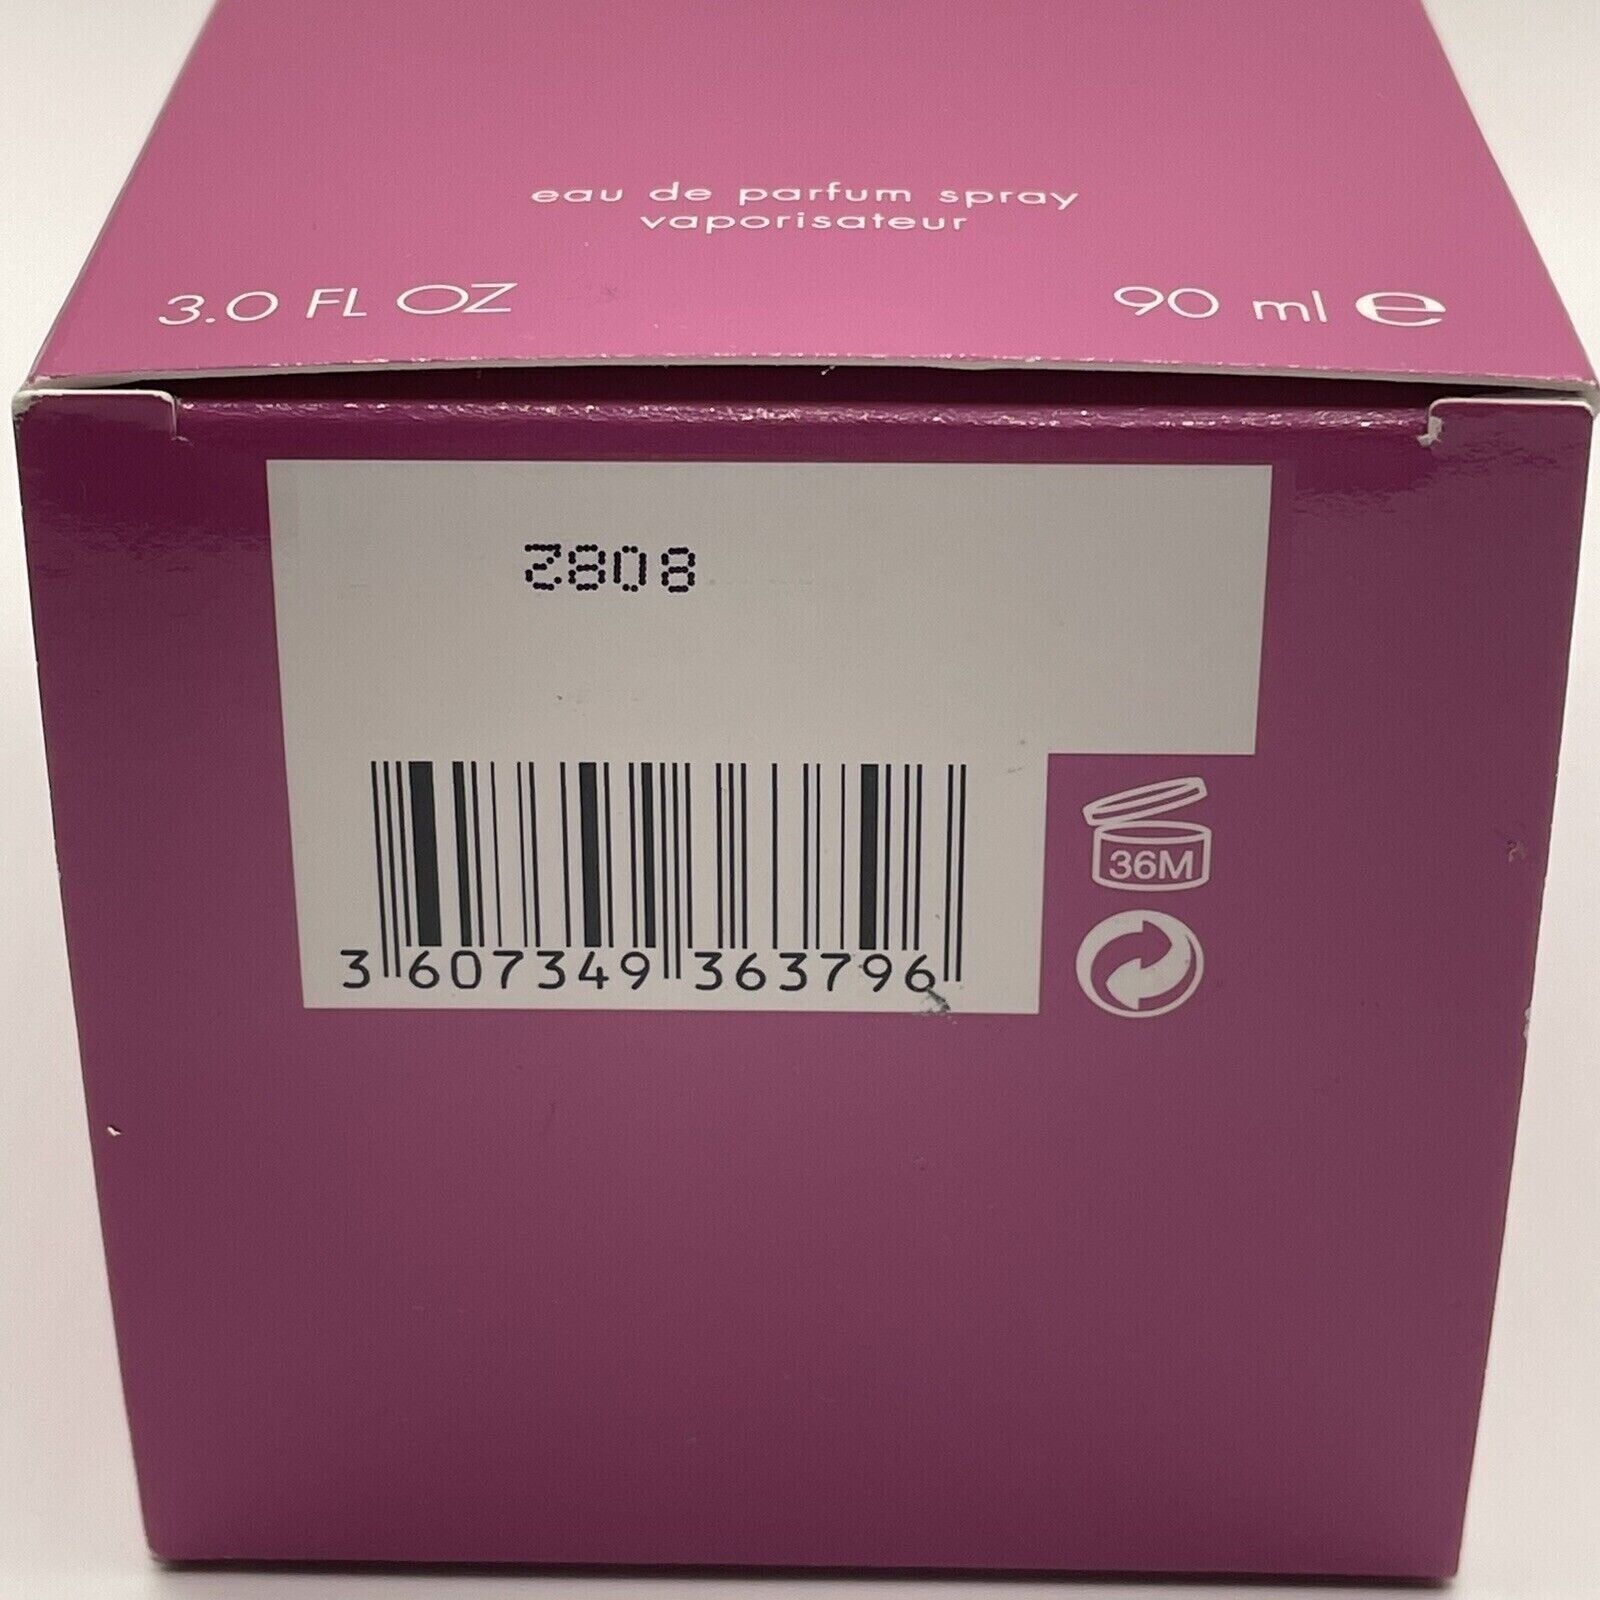 eau de parfum spray
vaporisateur
3.0 FL OZ
90 ml ℮
Z808
36M
3 607349 363796